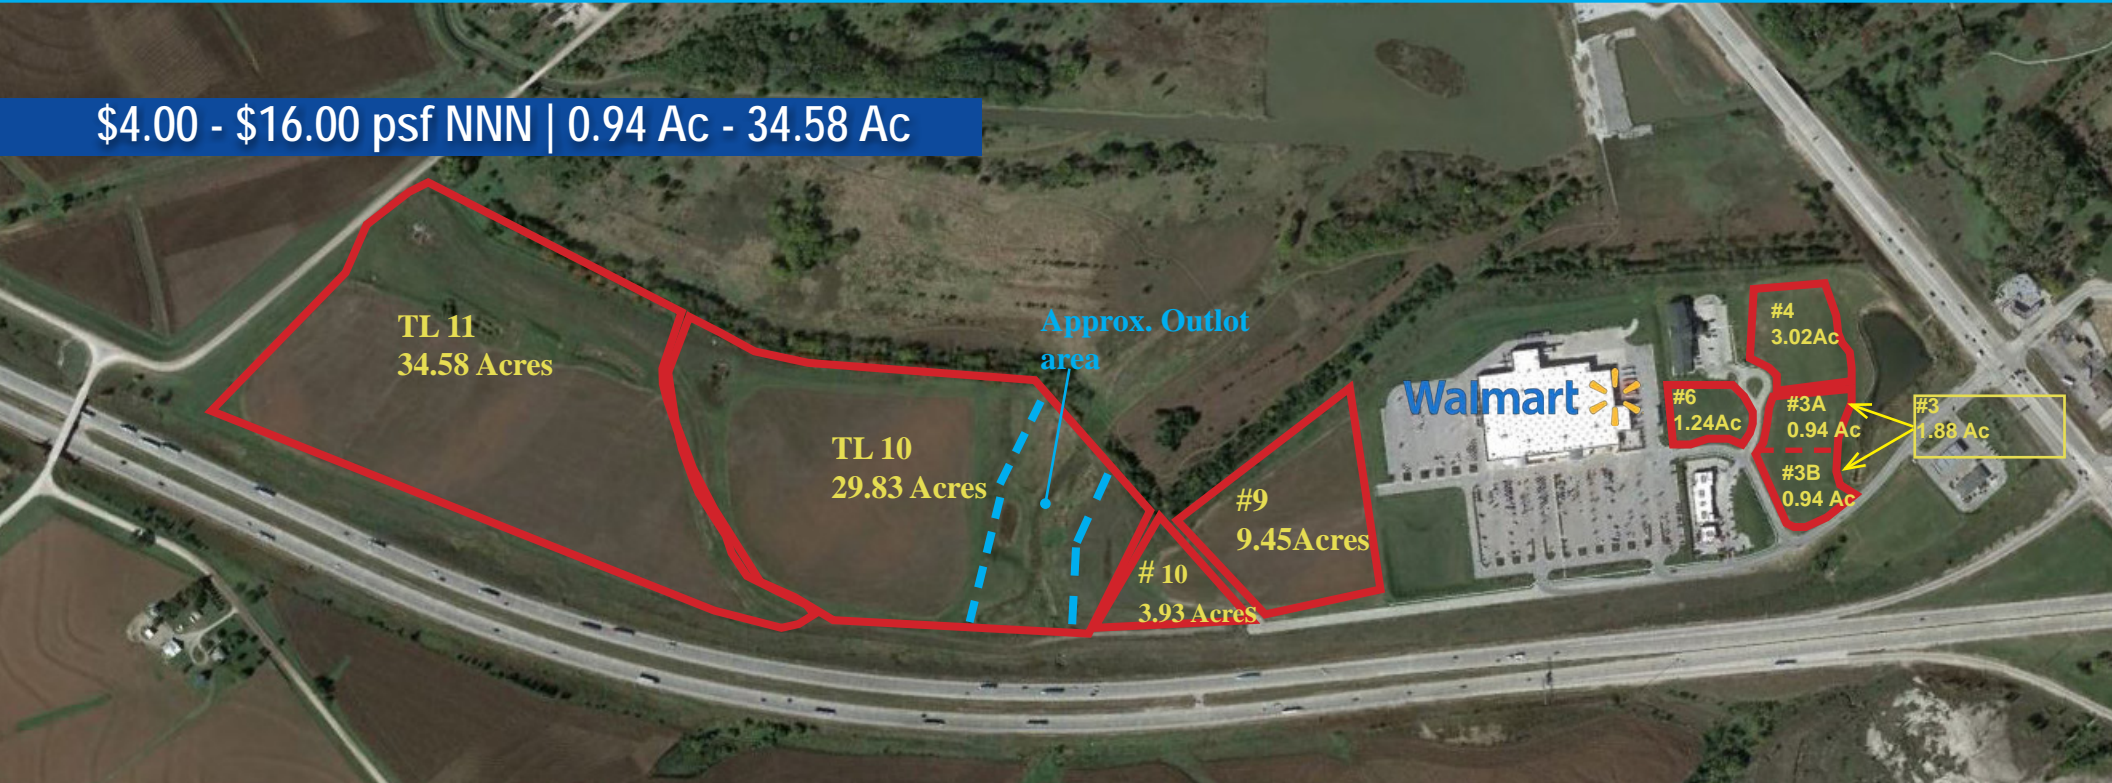 $4.00 - $16.00 psf NNN | 0.94 Ac - 34.58 Ac
TL 11
34.58 Acres
Approx. Outlot
area
TL 10
29.83 Acres
# 10
3.93 Acres
#9
9.45Acres
Walmart
#6
1.24Ac
#4
3.02Ac
#3A
0.94 Ac
#3B
0.94 Ac
#3
1.88 Ac